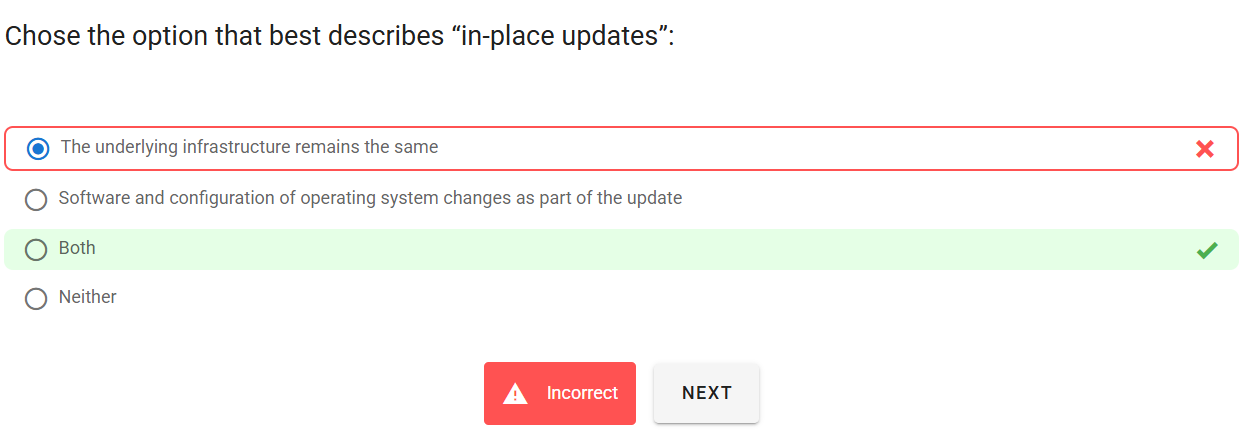 Chose the option that best describes “in-place updates”:
The underlying infrastructure remains the same
Software and configuration of operating system changes as part of the update
Both
Neither
Incorrect
NEXT